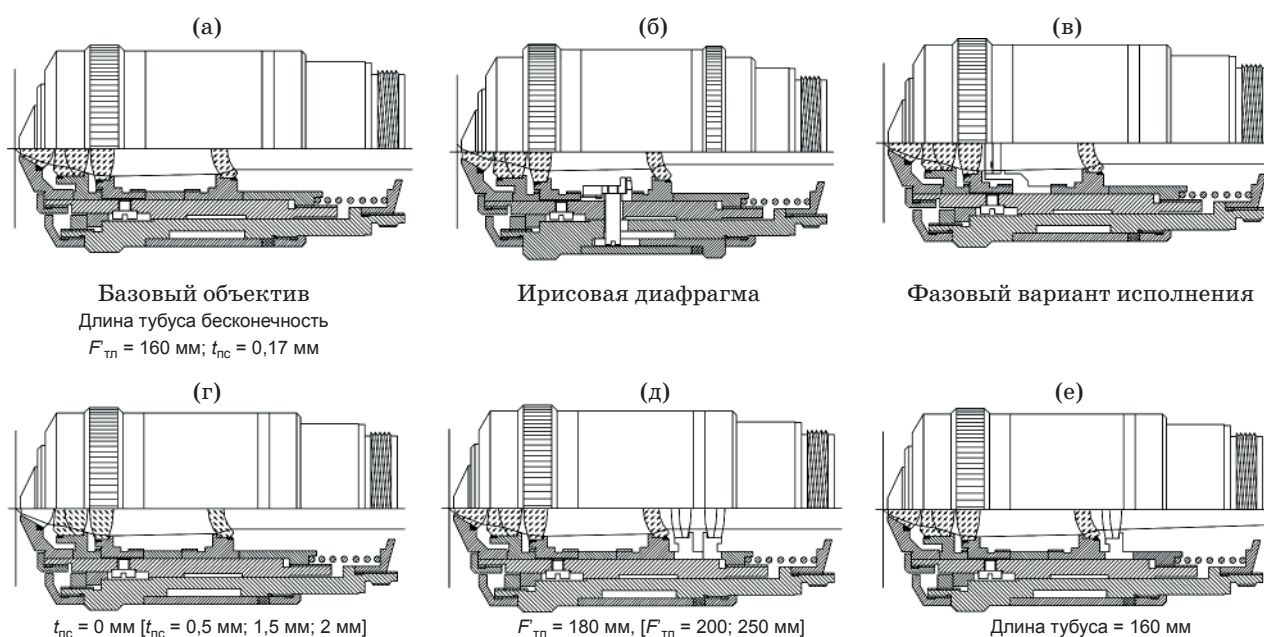 (а)
(б)
(в)
Базовый объектив
Длина тубуса бесконечность
F'тл = 160 мм; tпс = 0,17 мм
Ирисовая диафрагма
Фазовый вариант исполнения
(г)
(д)
(е)
tпс = 0 мм [tпс = 0,5 мм; 1,5 мм; 2 мм]
F'тл = 180 мм, [F'тл = 200; 250 мм]
Длина тубуса = 160 мм